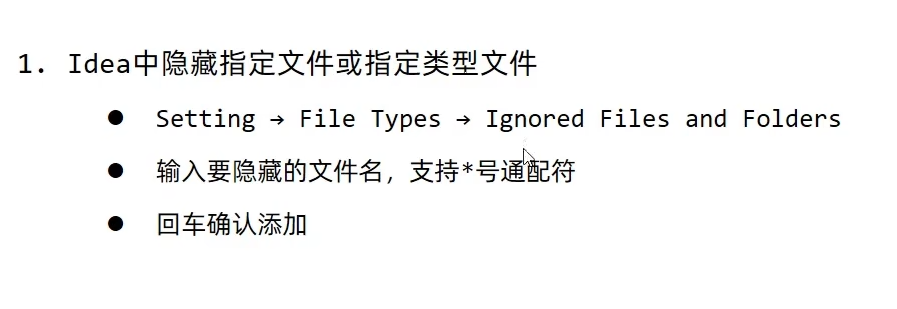 1. Idea中隐藏指定文件或指定类型文件
● Setting → File Types → Ignored Files and Folders
● 输入要隐藏的文件名，支持*号通配符
● 回车确认添加